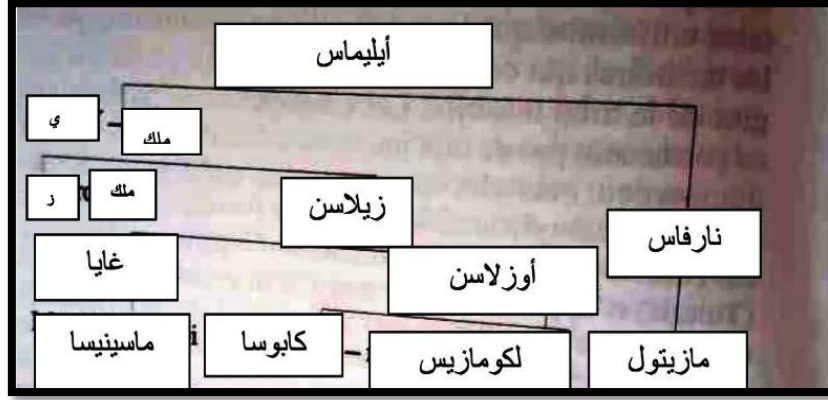 أيليماس
ي
ملك
ز
ملك
زيلاسن
نارفاس
غايا
أوزلاسن
ماسينيسا
كابوسا
لكومازيس
مازيتول